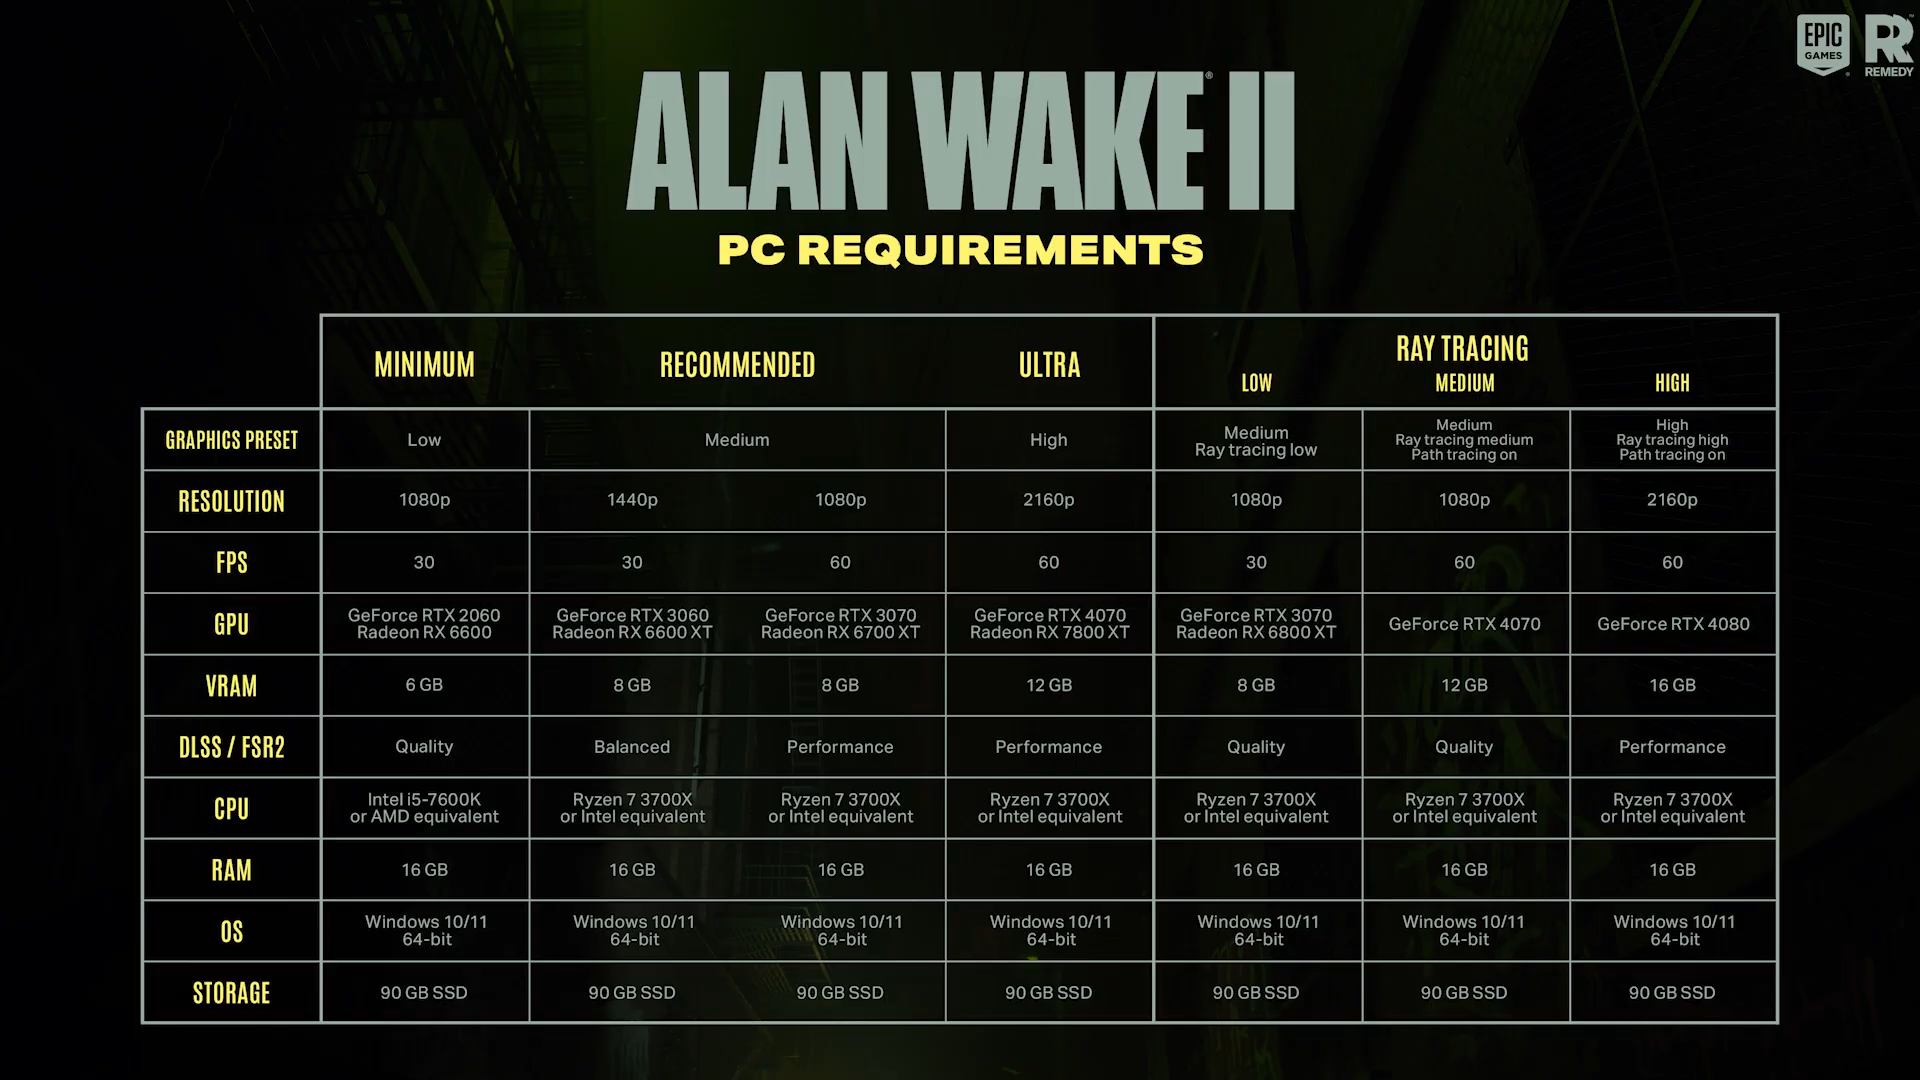 EPIC
GAMES
REMEDY
ALAN WAKE® II
PC REQUIREMENTS
MINIMUM RECOMMENDED ULTRA RAY TRACING
LOW MEDIUM HIGH
GRAPHICS PRESET Low Medium High Medium Medium High
Ray tracing low Ray tracing medium Ray tracing high
Path tracing on Path tracing on
RESOLUTION 1080p 1440p 1080p 2160p 1080p 1080p 2160p
FPS 30 30 60 60 30 60 60
GPU GeForce RTX 2060 GeForce RTX 3060 GeForce RTX 3070 GeForce RTX 4070 GeForce RTX 3070 GeForce RTX 4070 GeForce RTX 4080
Radeon RX 6600 Radeon RX 6600 XT Radeon RX 6700 XT Radeon RX 7800 XT Radeon RX 6800 XT
VRAM 6 GB 8 GB 8 GB 12 GB 8 GB 12 GB 16 GB
DLSS / FSR2 Quality Balanced Performance Performance Quality Quality Performance
CPU Intel i5-7600K Ryzen 7 3700X Ryzen 7 3700X Ryzen 7 3700X Ryzen 7 3700X Ryzen 7 3700X Ryzen 7 3700X
or AMD equivalent or Intel equivalent or Intel equivalent or Intel equivalent or Intel equivalent or Intel equivalent or Intel equivalent
RAM 16 GB 16 GB 16 GB 16 GB 16 GB 16 GB 16 GB
OS Windows 10/11 Windows 10/11 Windows 10/11 Windows 10/11 Windows 10/11 Windows 10/11 Windows 10/11
64-bit 64-bit 64-bit 64-bit 64-bit 64-bit 64-bit
STORAGE 90 GB SSD 90 GB SSD 90 GB SSD 90 GB SSD 90 GB SSD 90 GB SSD 90 GB SSD